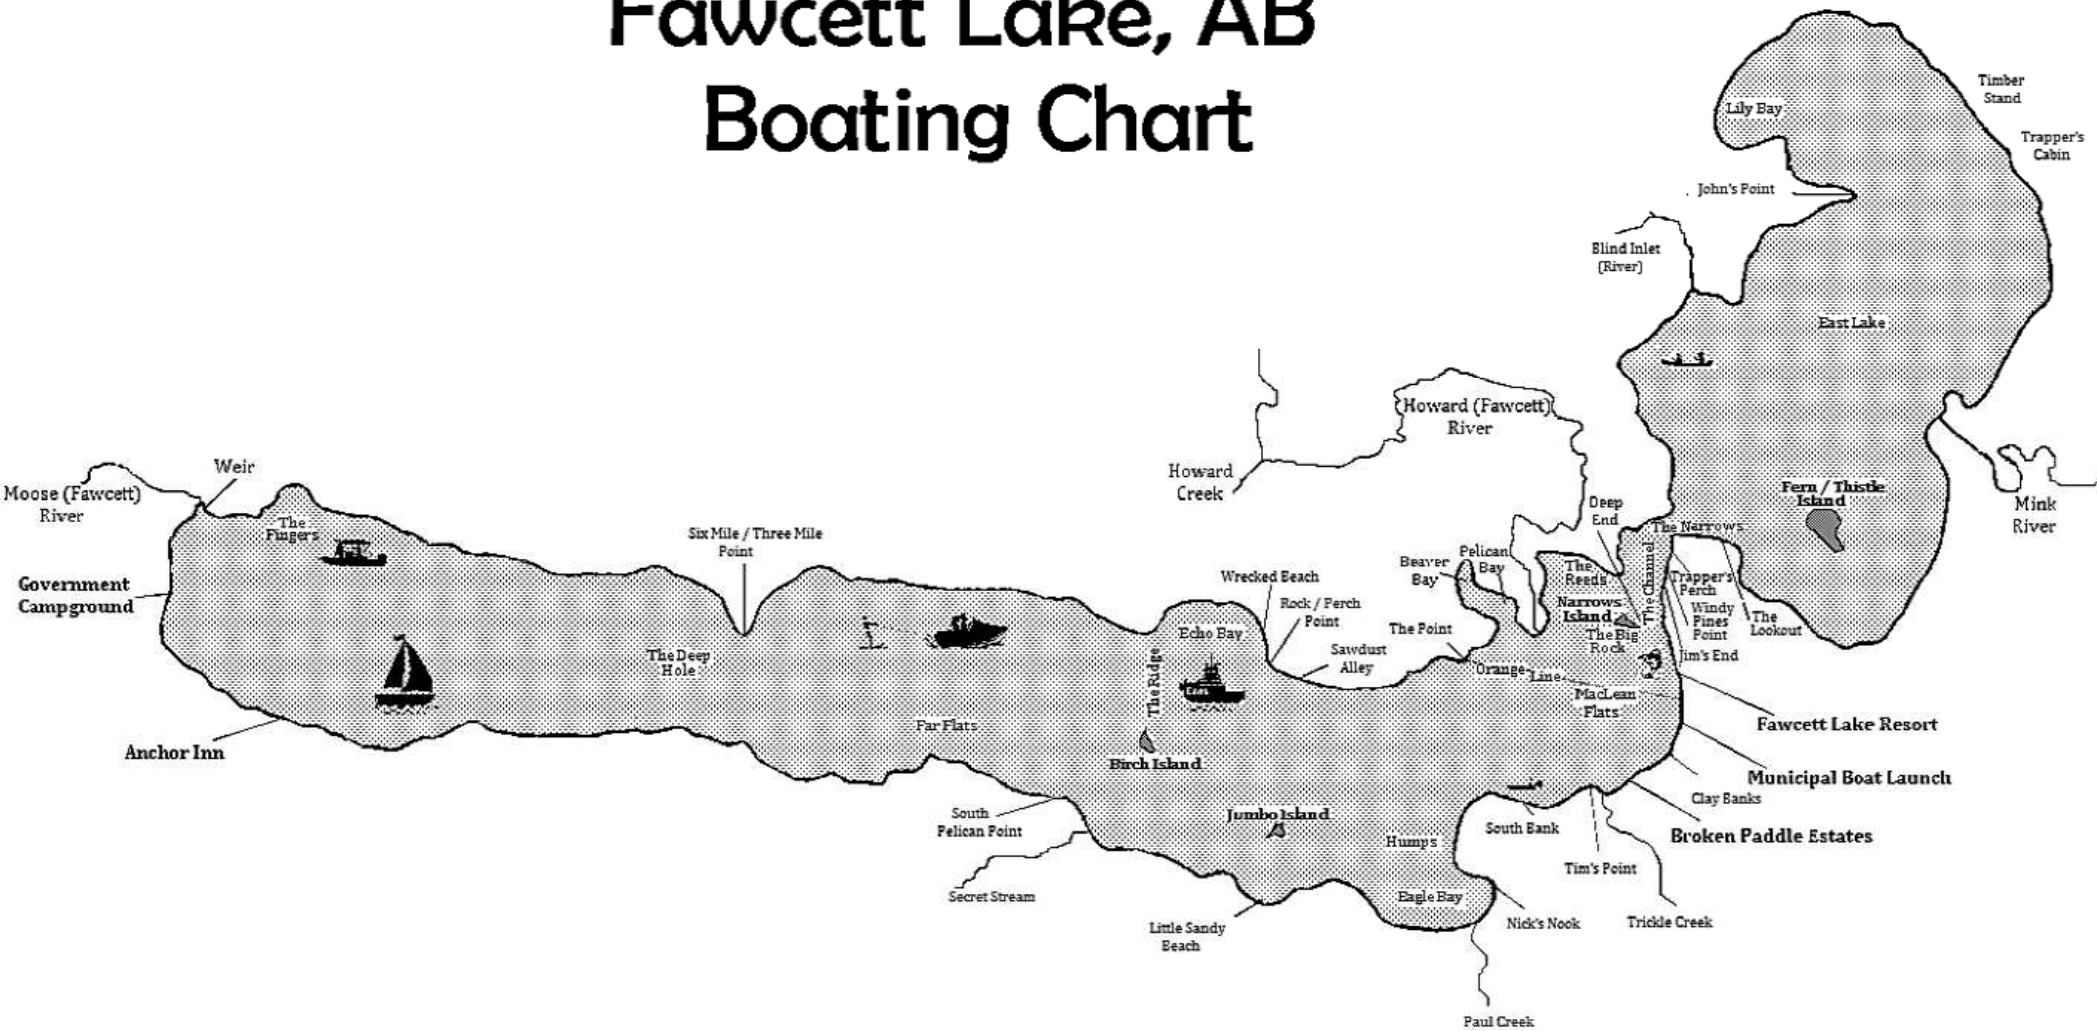 Fawcett Lake, AB
Boating Chart
Timber
Stand
Lily Bay
Trapper's
Cabin
John's Point
Blind Inlet
(River)
East Lake
Howard (Fawcett)
River
Howard
Creek
Weir
Moose (Fawcett)
River
Fern / Thistle
Island
Mink
River
Deep
End
The Narrows
The
Fingers
Six Mile / Three Mile
Point
Government
Campground
Beaver
Bay
Pelican
Bay
The
Reeds
The Channel
Trapper's
Perch
Wrecked Beach
Rock / Perch
Point
Narrows
Island
Windy
Pines
Point
The
Lookout
Echo Bay
The Point
The Big
Rock
Sawdust
Alley
Jim's End
The Deep
Hole
The Ridge
Orange Line
MacLean
Flats
Far Flats
Fawcett Lake Resort
Anchor Inn
Birch Island
Municipal Boat Launch
Clay Banks
South
Pelican Point
Jumbo Island
South Bank
Humps
Broken Paddle Estates
Tim's Point
Secret Stream
Eagle Bay
Nick's Nook
Trickle Creek
Little Sandy
Beach
Paul Creek